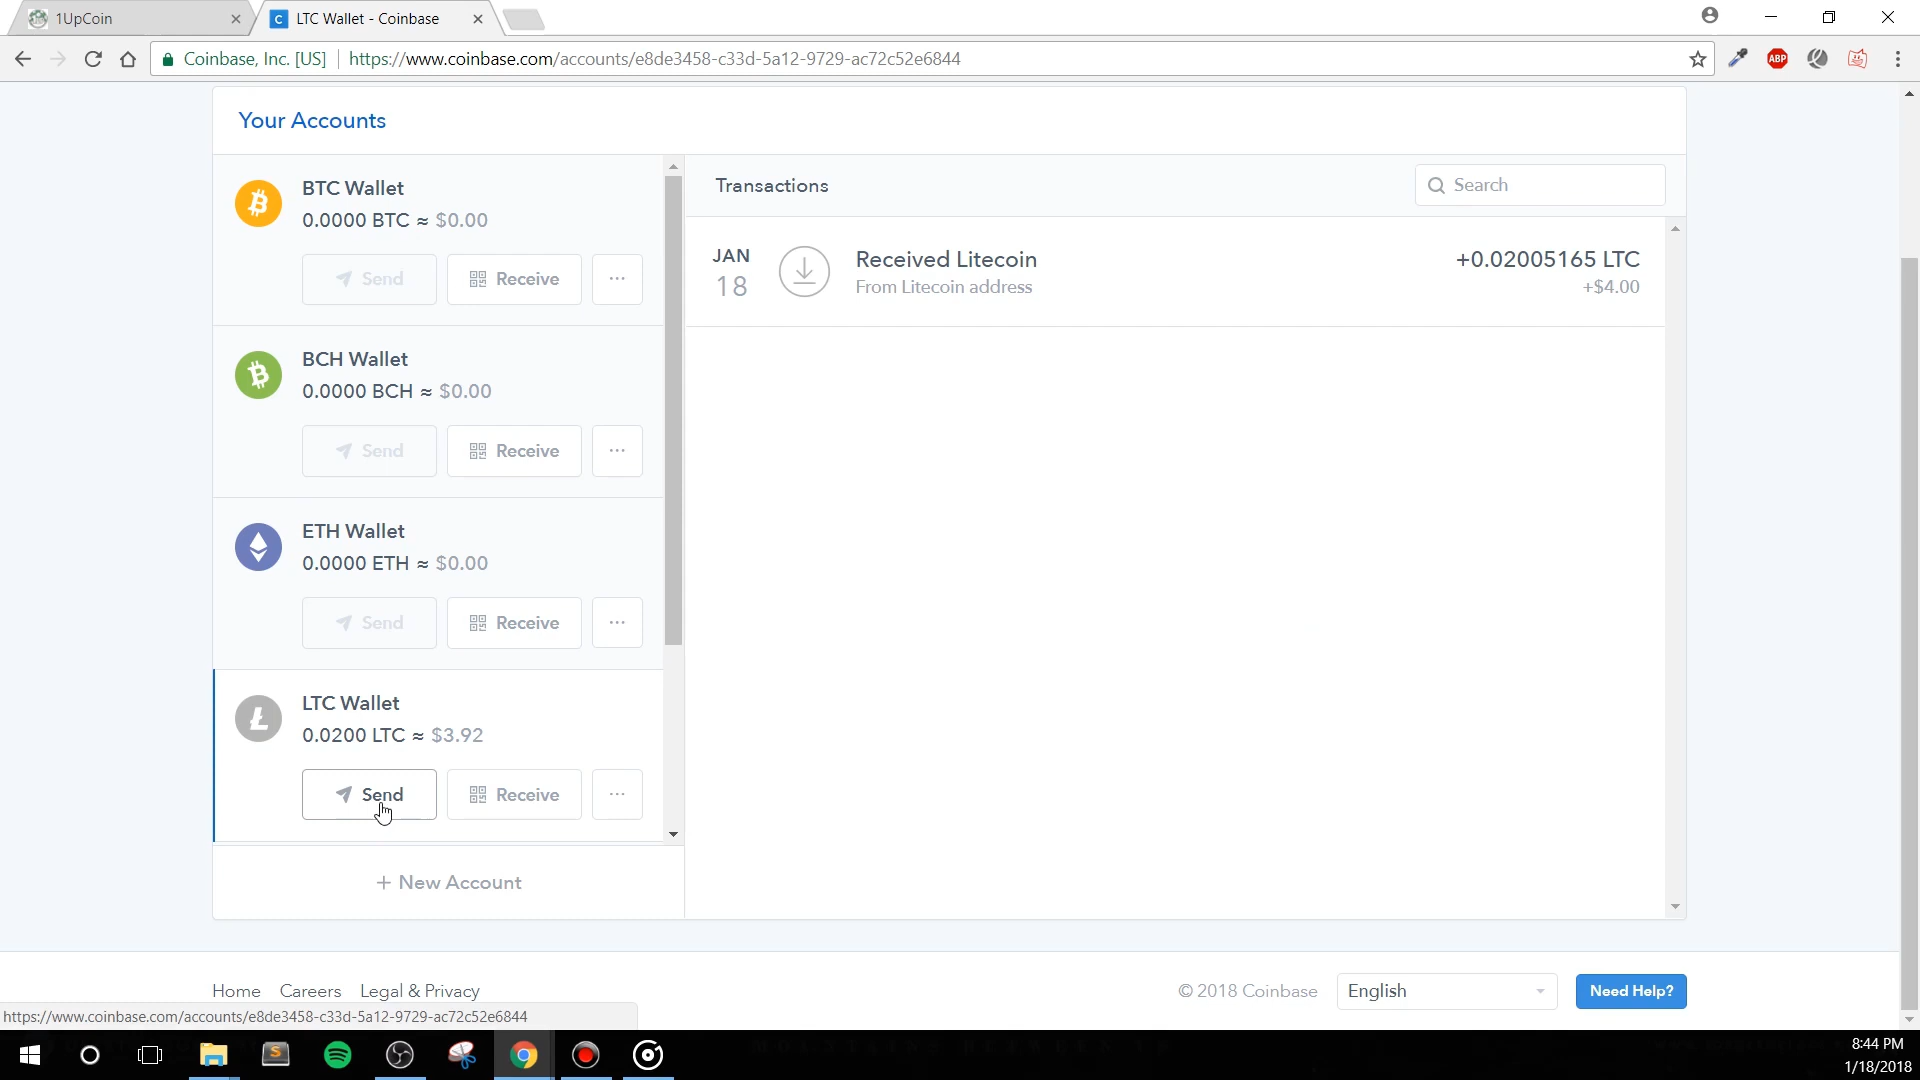 1UpCoin
LTC Wallet - Coinbase
Coinbase, Inc. [US]
https://www.coinbase.com/accounts/e8de3458-c33d-5a12-9729-ac72c52e6844
ABP
Your Accounts
BTC Wallet
0.0000 BTC ≈ $0.00
Send
Receive
...
BCH Wallet
0.0000 BCH ≈ $0.00
Send
Receive
...
ETH Wallet
0.0000 ETH ≈ $0.00
Send
Receive
...
LTC Wallet
0.0200 LTC ≈ $3.92
Send
Receive
...
+ New Account
Transactions
Search
JAN
18
Received Litecoin
From Litecoin address
+0.02005165 LTC
+$4.00
Home
Careers
Legal & Privacy
© 2018 Coinbase
English
Need Help?
https://www.coinbase.com/accounts/e8de3458-c33d-5a12-9729-ac72c52e6844
8:44 PM
1/18/2018